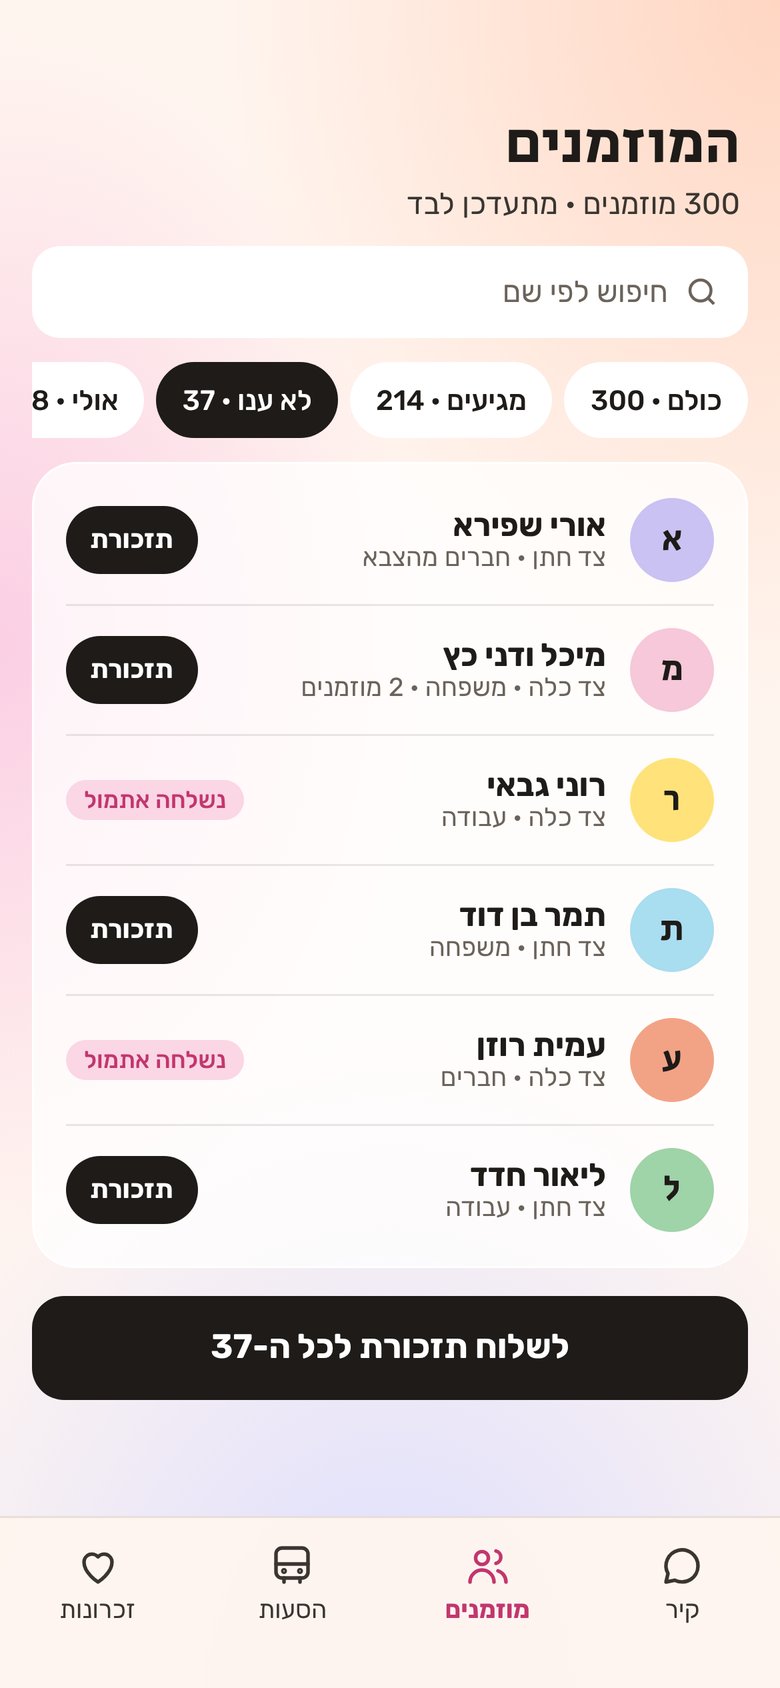 המוזמנים
300 מוזמנים • מתעדכן לבד
חיפוש לפי שם
כולם • 300
מגיעים • 214
לא ענו • 37
אולי • 8
א
אורי שפירא
צד חתן • חברים מהצבא
תזכורת
מ
מיכל ודני כץ
צד כלה • משפחה • 2 מוזמנים
תזכורת
ר
רוני גבאי
צד כלה • עבודה
נשלחה אתמול
ת
תמר בן דוד
צד חתן • משפחה
תזכורת
ע
עמית רוזן
צד כלה • חברים
נשלחה אתמול
ל
ליאור חדד
צד חתן • עבודה
תזכורת
לשלוח תזכורת לכל ה-37
קיר
מוזמנים
הסעות
זכרונות